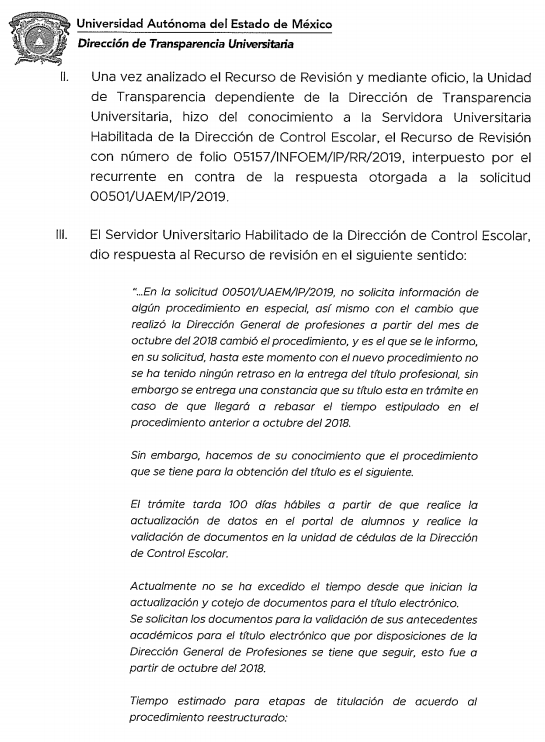 Universidad Autónoma del Estado de México
Dirección de Transparencia Universitaria
II. Una vez analizado el Recurso de Revisión y mediante oficio, la Unidad
de Transparencia dependiente de la Dirección de Transparencia
Universitaria, hizo del conocimiento a la Servidora Universitaria
Habilitada de la Dirección de Control Escolar, el Recurso de Revisión
con número de folio 05157/INFOEM/IP/RR/2019, interpuesto por el
recurrente en contra de la respuesta otorgada a la solicitud
00501/UAEM/IP/2019.
III. El Servidor Universitario Habilitado de la Dirección de Control Escolar,
dio respuesta al Recurso de revisión en el siguiente sentido:
"...En la solicitud 00501/UAEM/IP/2019, no solicita información de
algún procedimiento en especial, así mismo con el cambio que
realizó la Dirección General de profesiones a partir del mes de
octubre del 2018 cambió el procedimiento, y es el que se le informo,
en su solicitud, hasta este momento con el nuevo procedimiento no
se ha tenido ningún retraso en la entrega del título profesional, sin
embargo se entrega una constancia que su título esta en trámite en
caso de que llegará a rebasar el tiempo estipulado en el
procedimiento anterior a octubre del 2018.
Sin embargo, hacemos de su conocimiento que el procedimiento
que se tiene para la obtención del título es el siguiente.
El trámite tarda 100 días hábiles a partir de que realice la
actualización de datos en el portal de alumnos y realice la
validación de documentos en la unidad de cédulas de la Dirección
de Control Escolar.
Actualmente no se ha excedido el tiempo desde que inician la
actualización y cotejo de documentos para el título electrónico.
Se solicitan los documentos para la validación de sus antecedentes
académicos para el título electrónico que por disposiciones de la
Dirección General de Profesiones se tiene que seguir, esto fue a
partir de octubre del 2018.
Tiempo estimado para etapas de titulación de acuerdo al
procedimiento reestructurado: